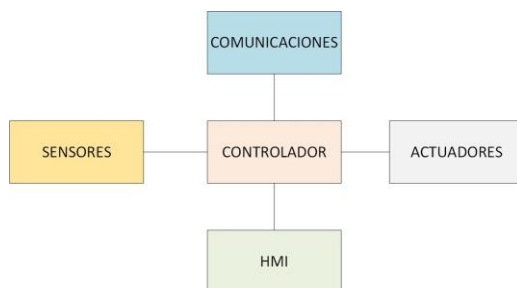 COMUNICACIONES
SENSORES
CONTROLADOR
ACTUADORES
HMI